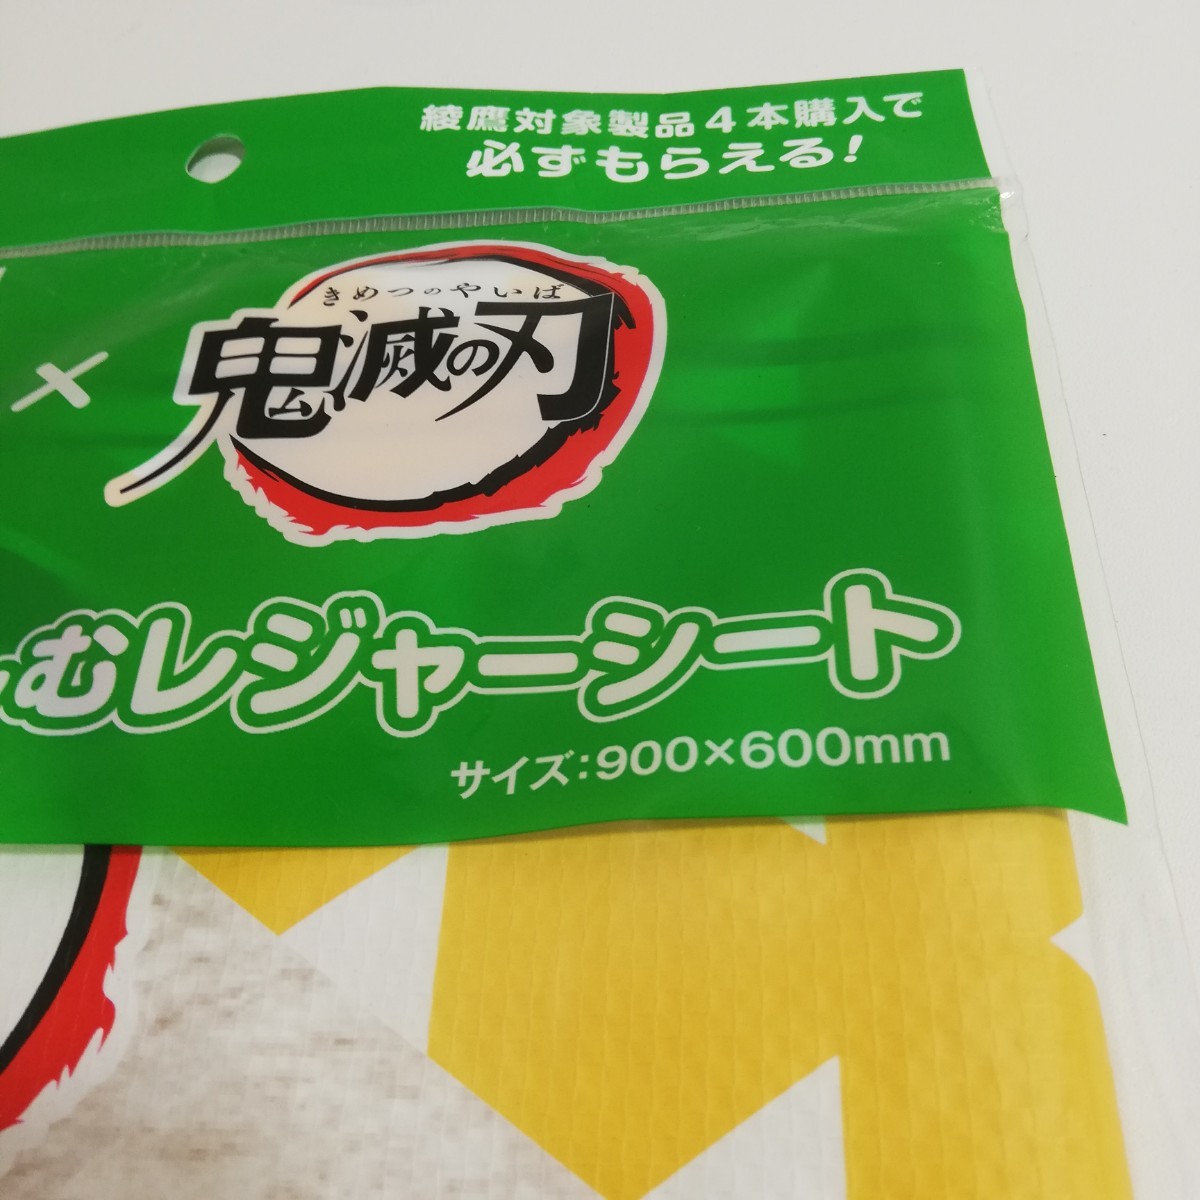 綾鷹対象製品4本購入で
必ずもらえる!
×
きめつのやいば
鬼滅の刃
むレジャーシート
サイズ:900×600mm